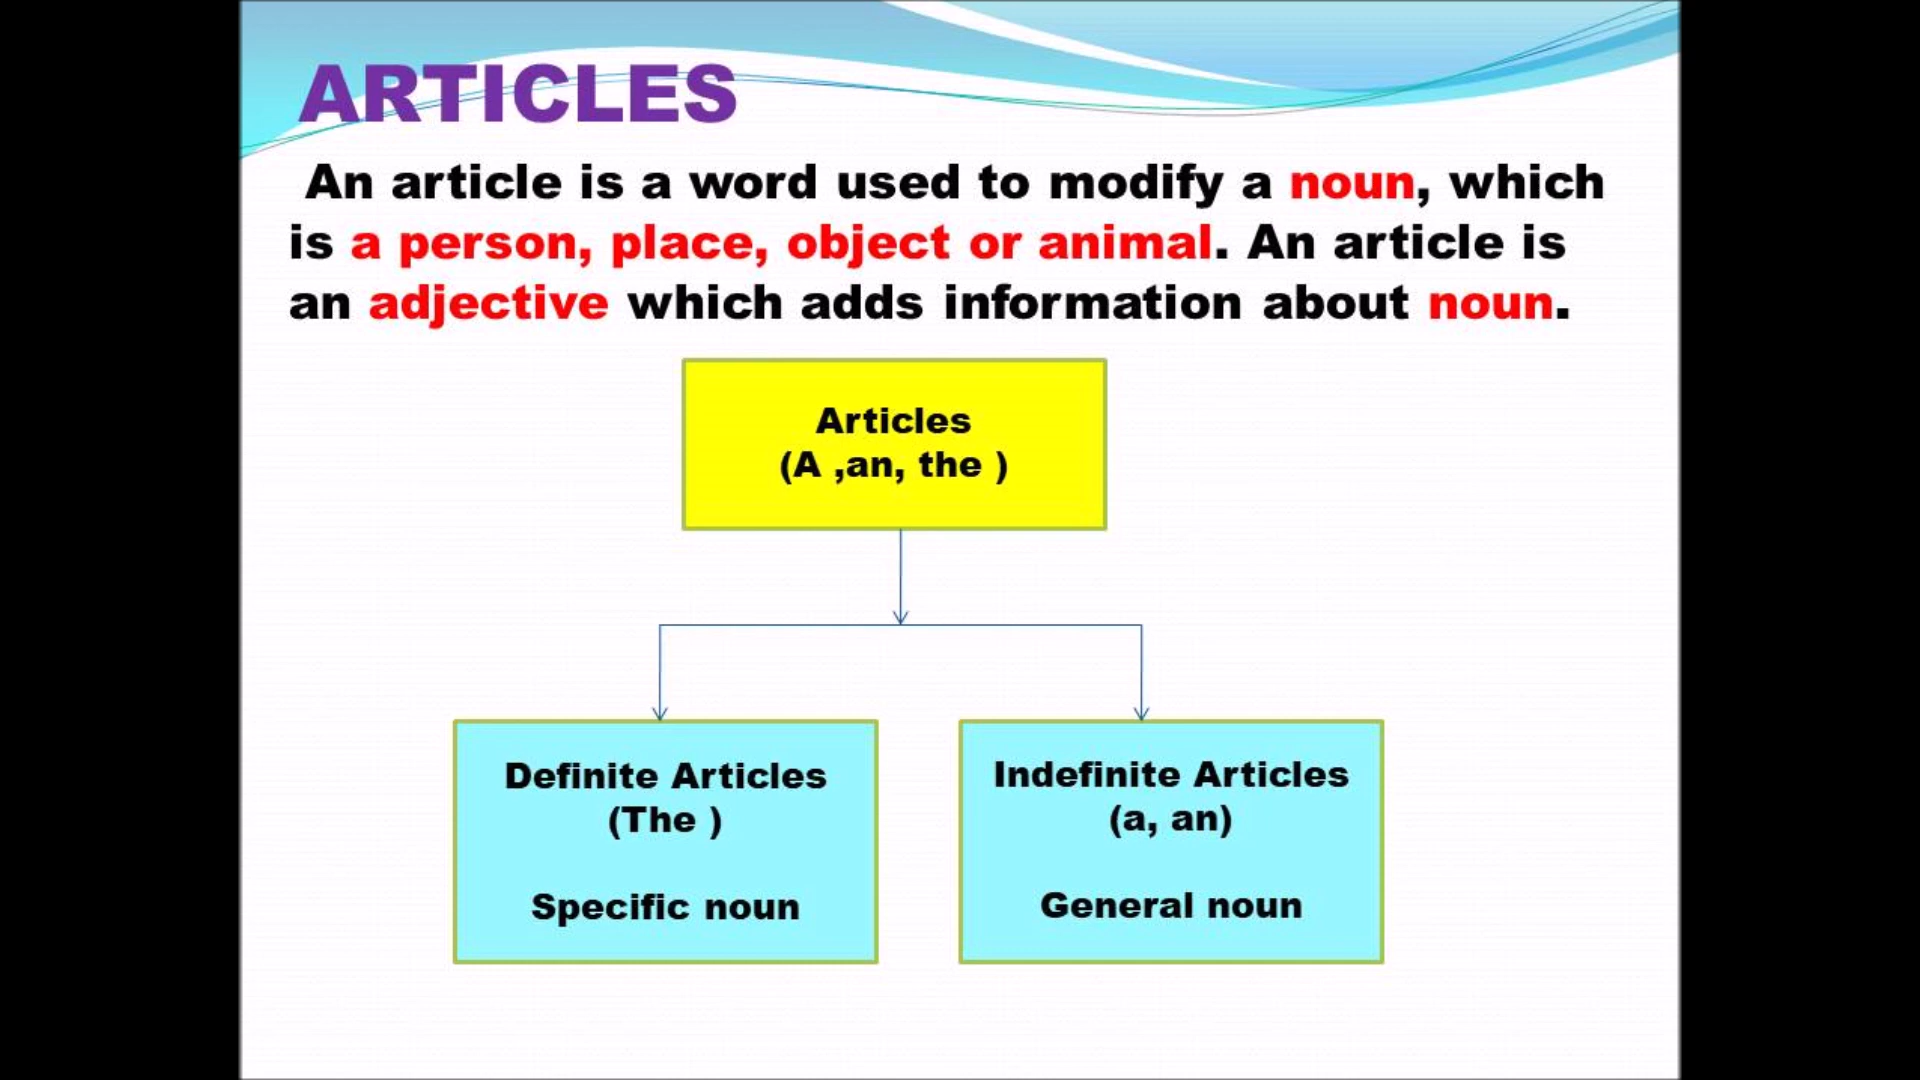 ARTICLES
An article is a word used to modify a noun, which
is a person, place, object or animal. An article is
an adjective which adds information about noun.
Articles
(A ,an, the )
Definite Articles
(The )
Specific noun
Indefinite Articles
(a, an)
General noun